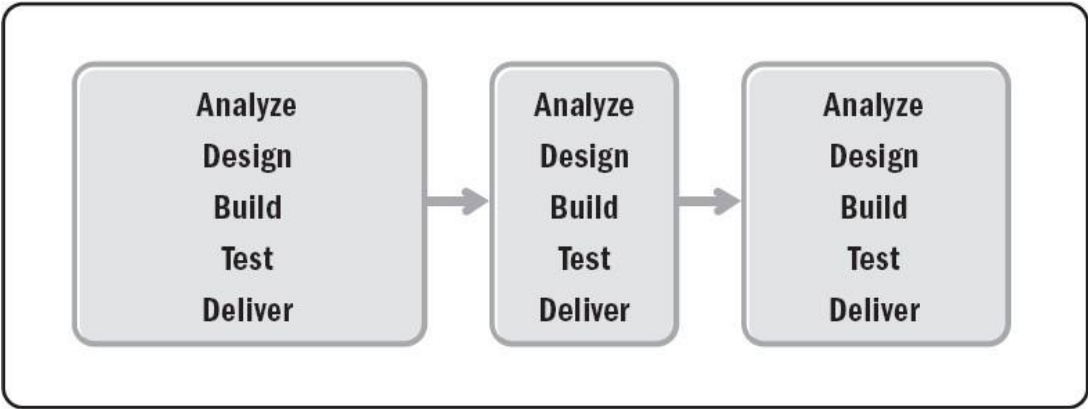 Analyze
Design
Build
Test
Deliver
Analyze
Design
Build
Test
Deliver
Analyze
Design
Build
Test
Deliver